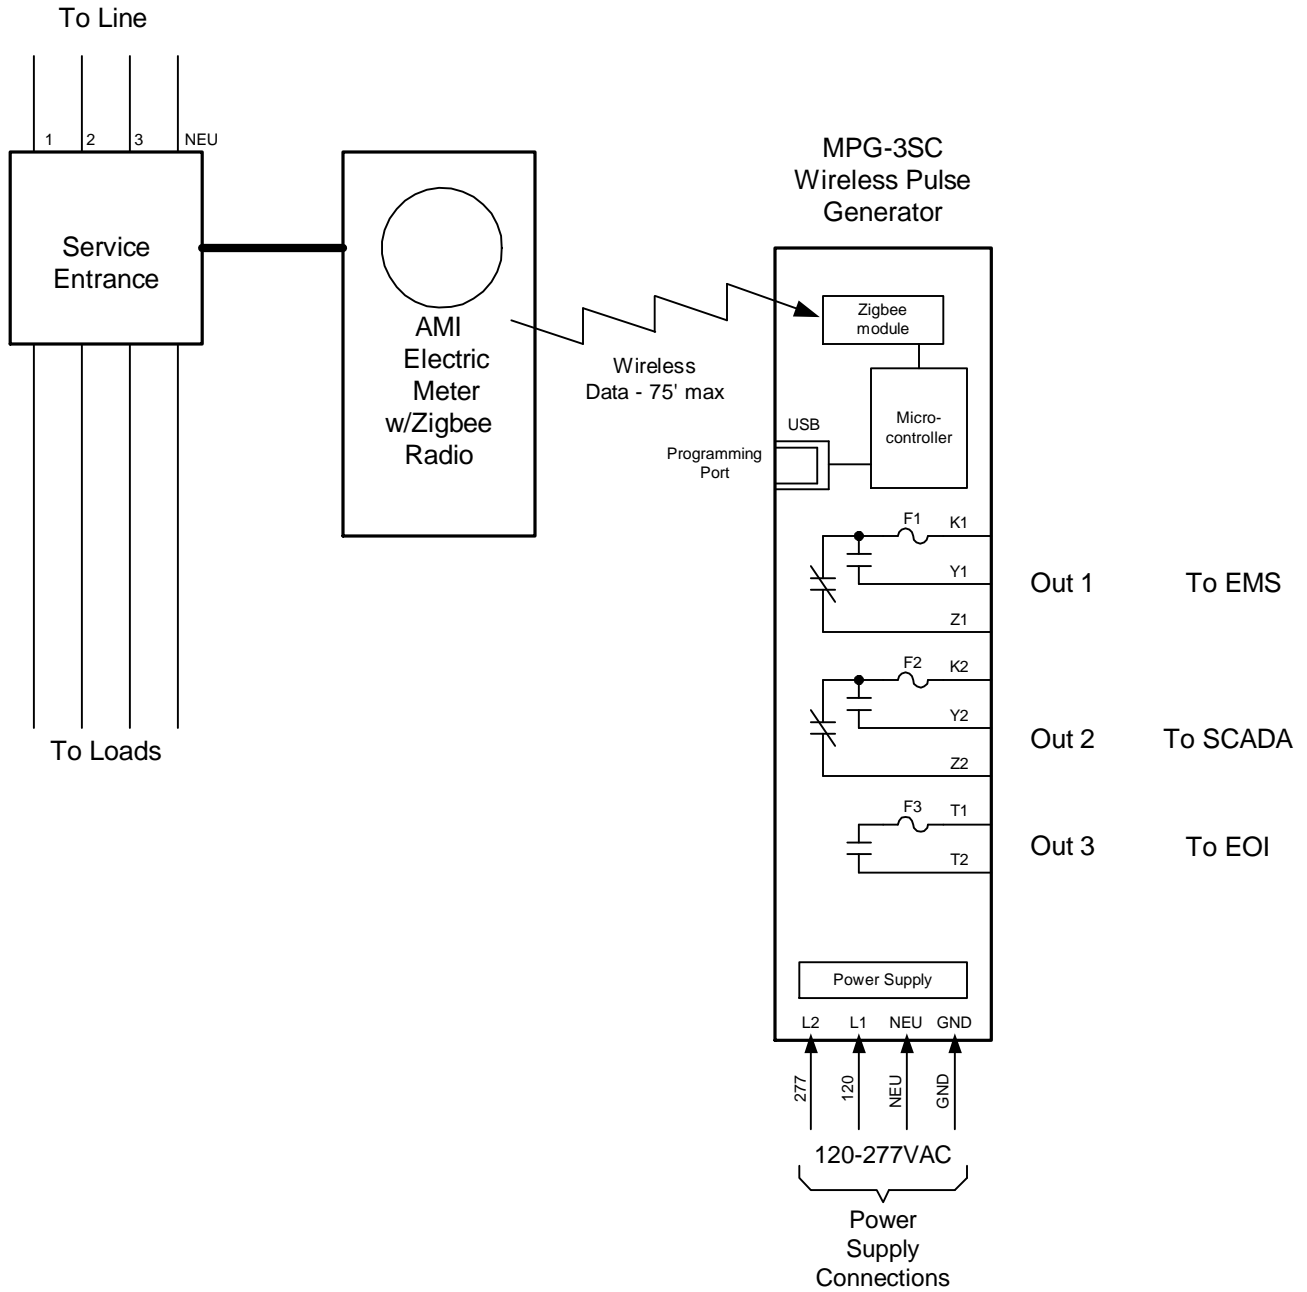 To Line
1
2
3
NEU
Service
Entrance
To Loads
AMI
Electric
Meter
w/Zigbee
Radio
Wireless
Data - 75' max
MPG-3SC
Wireless Pulse
Generator
Zigbee
module
Micro-
controller
USB
Programming
Port
F1
K1
Y1
Z1
Out 1
To EMS
F2
K2
Y2
Z2
Out 2
To SCADA
F3
T1
T2
Out 3
To EOI
Power Supply
L2
L1
NEU
GND
277
120
NEU
GND
120-277VAC
Power
Supply
Connections